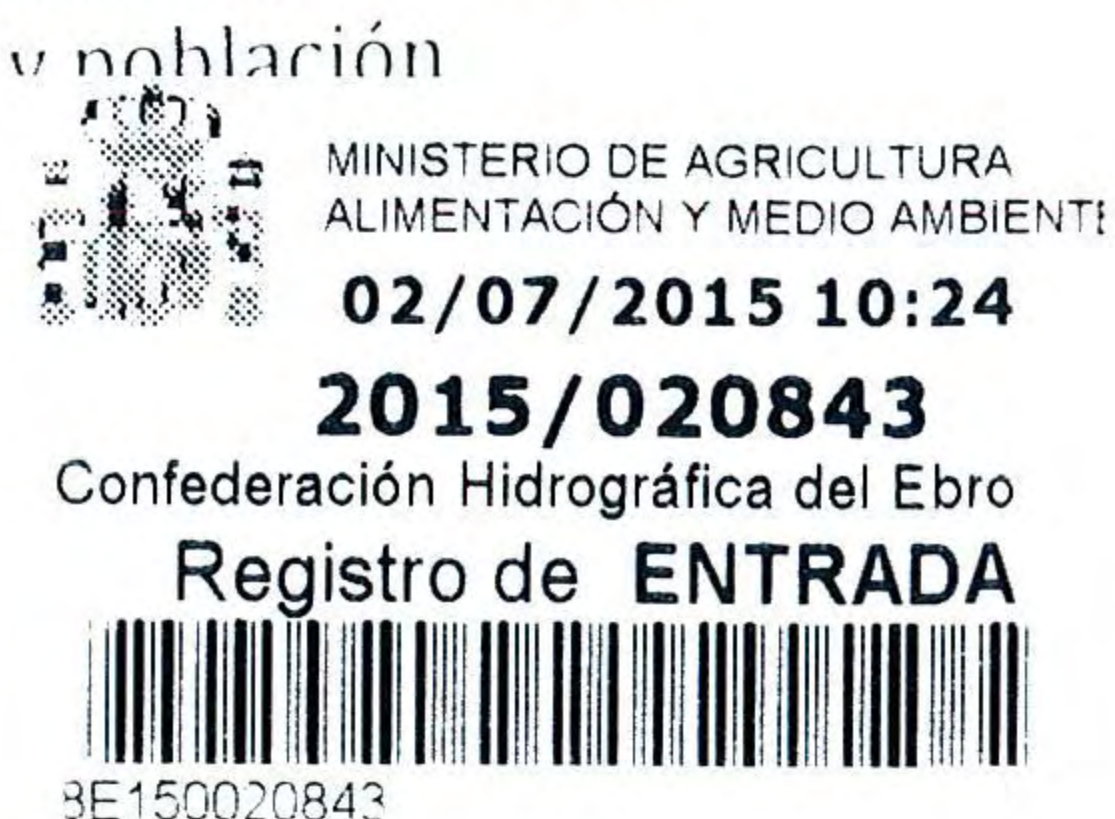 y población
MINISTERIO DE AGRICULTURA
ALIMENTACIÓN Y MEDIO AMBIENTE
02/07/2015 10:24
2015/020843
Confederación Hidrográfica del Ebro
Registro de ENTRADA
8E150020843